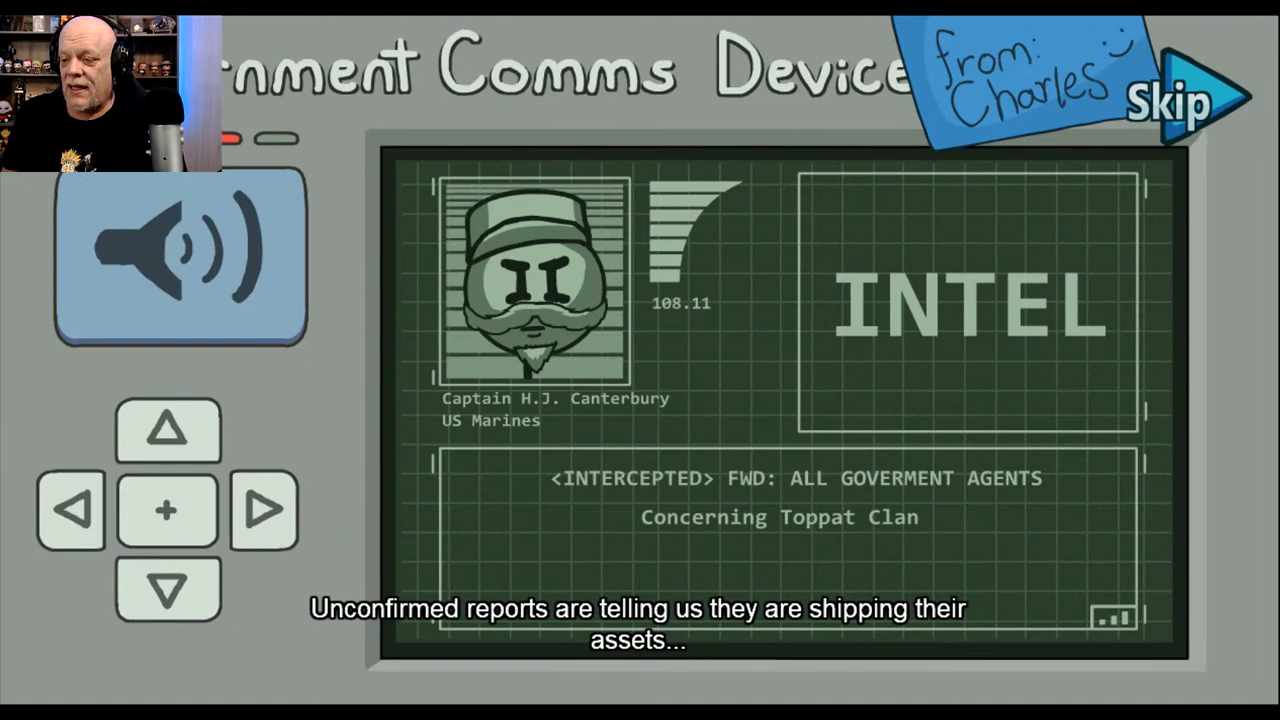 rnment Comms Device
from:
Charles
Skip
INTEL
108.11
Captain H.J. Canterbury
US Marines
<INTERCEPTED> FWD: ALL GOVERMENT AGENTS
Concerning Toppat Clan
Unconfirmed reports are telling us they are shipping their
assets...